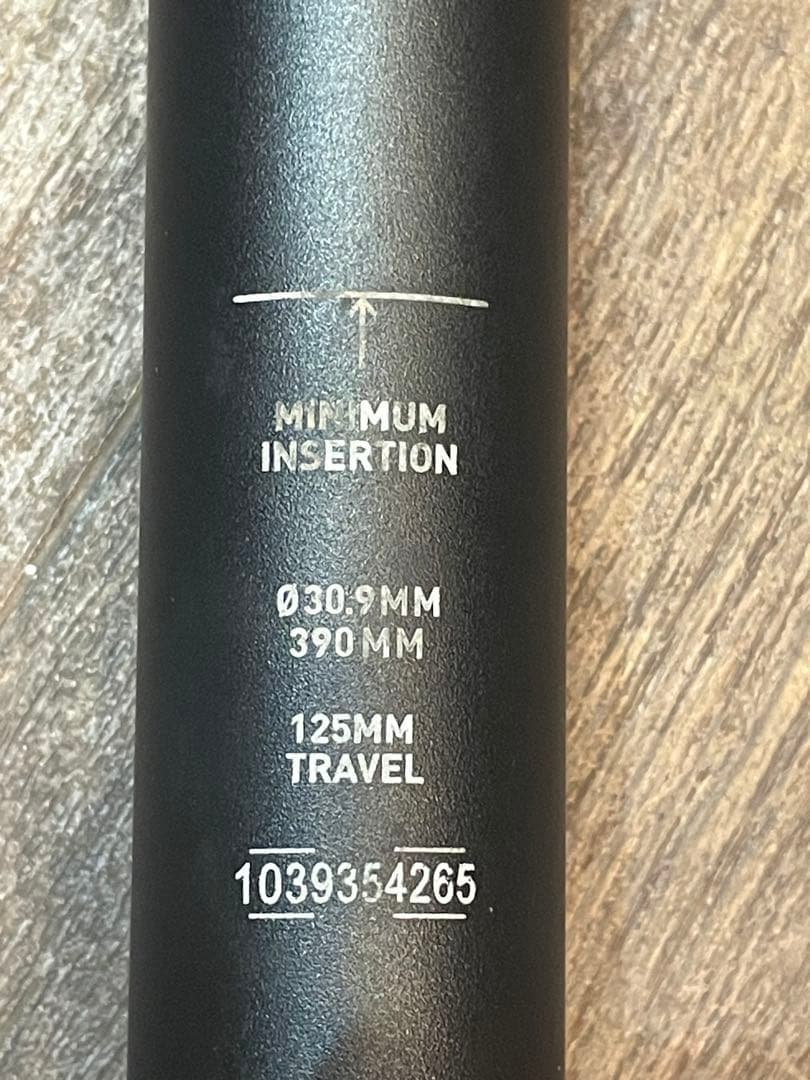 MINIMUM
INSERTION
Ø30.9MM
390MM
125MM
TRAVEL
1039354265